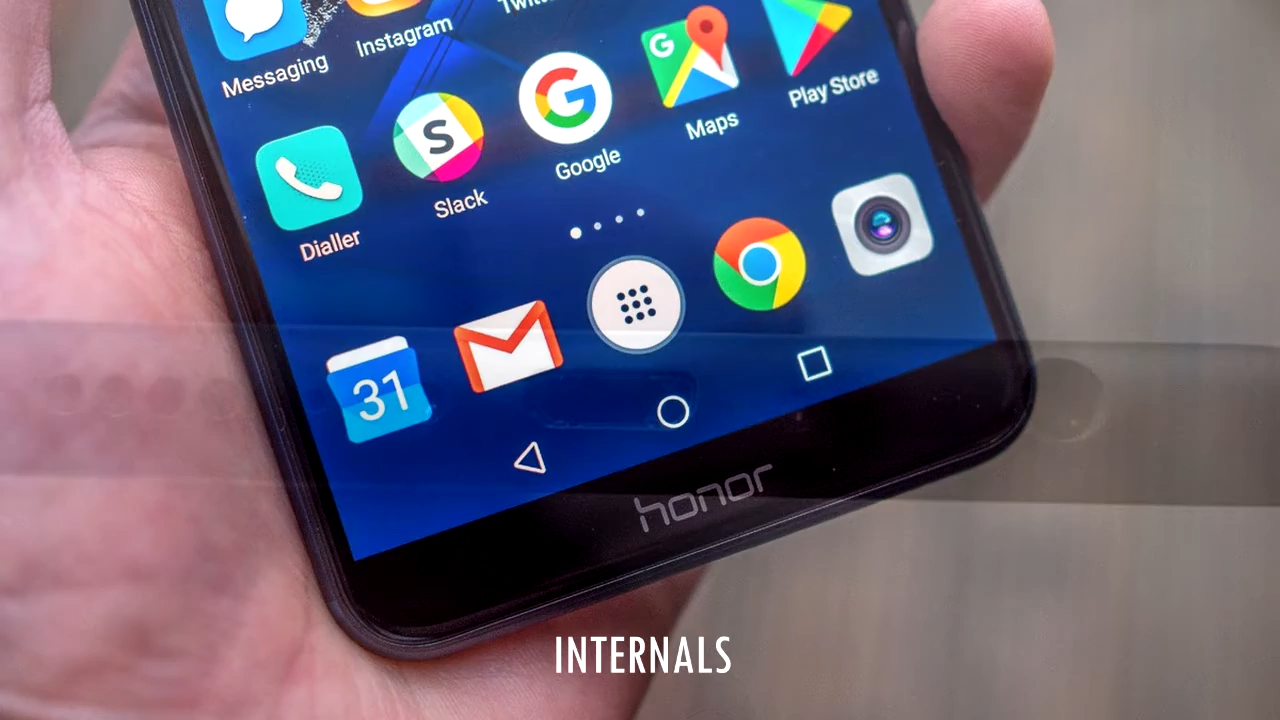 Messaging
Instagram
Dialler
Slack
Google
Maps
Play Store
S
G
31
honor
INTERNALS